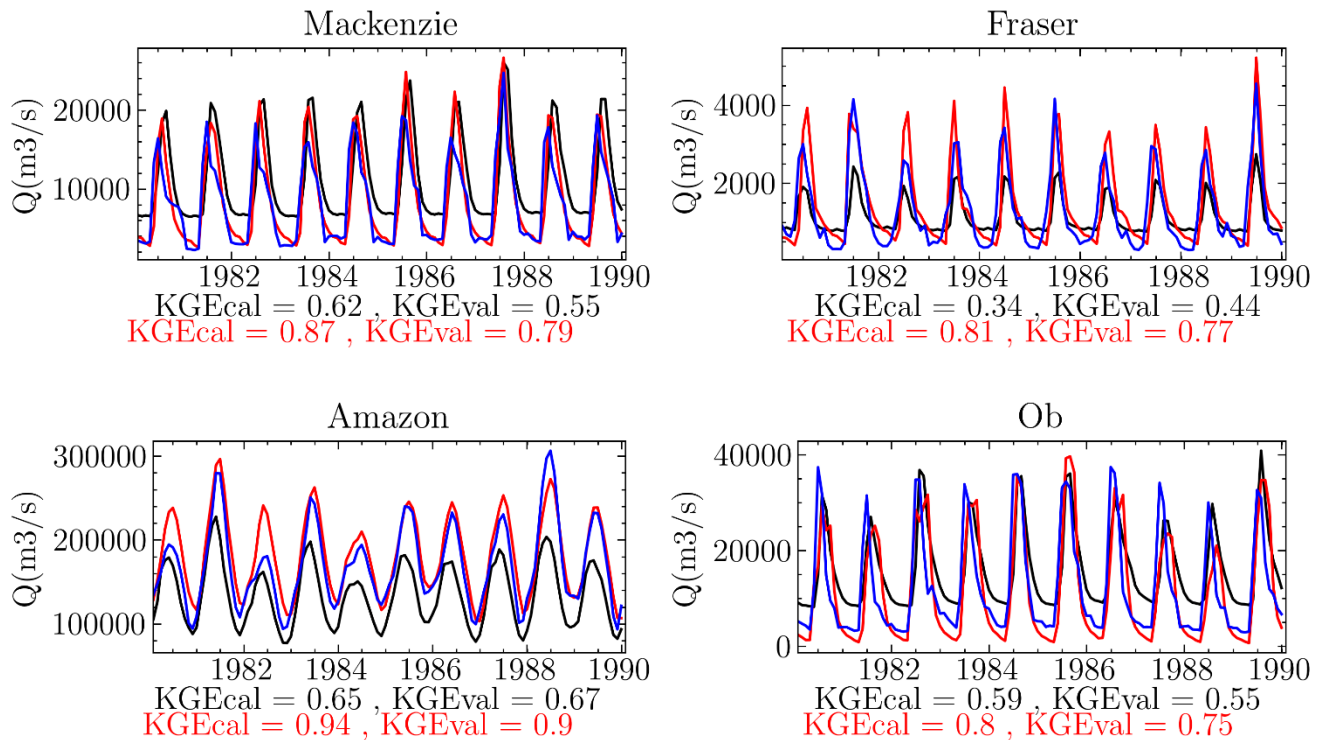 Mackenzie
Q(m3/s)
20000
10000
1982 1984 1986 1988 1990
KGEcal = 0.62 , KGEval = 0.55
KGEcal = 0.87 , KGEval = 0.79
Fraser
Q(m3/s)
4000
2000
1982 1984 1986 1988 1990
KGEcal = 0.34 , KGEval = 0.44
KGEcal = 0.81 , KGEval = 0.77
Amazon
Q(m3/s)
300000
200000
100000
1982 1984 1986 1988 1990
KGEcal = 0.65 , KGEval = 0.67
KGEcal = 0.94 , KGEval = 0.9
Ob
Q(m3/s)
40000
20000
0
1982 1984 1986 1988 1990
KGEcal = 0.59 , KGEval = 0.55
KGEcal = 0.8 , KGEval = 0.75